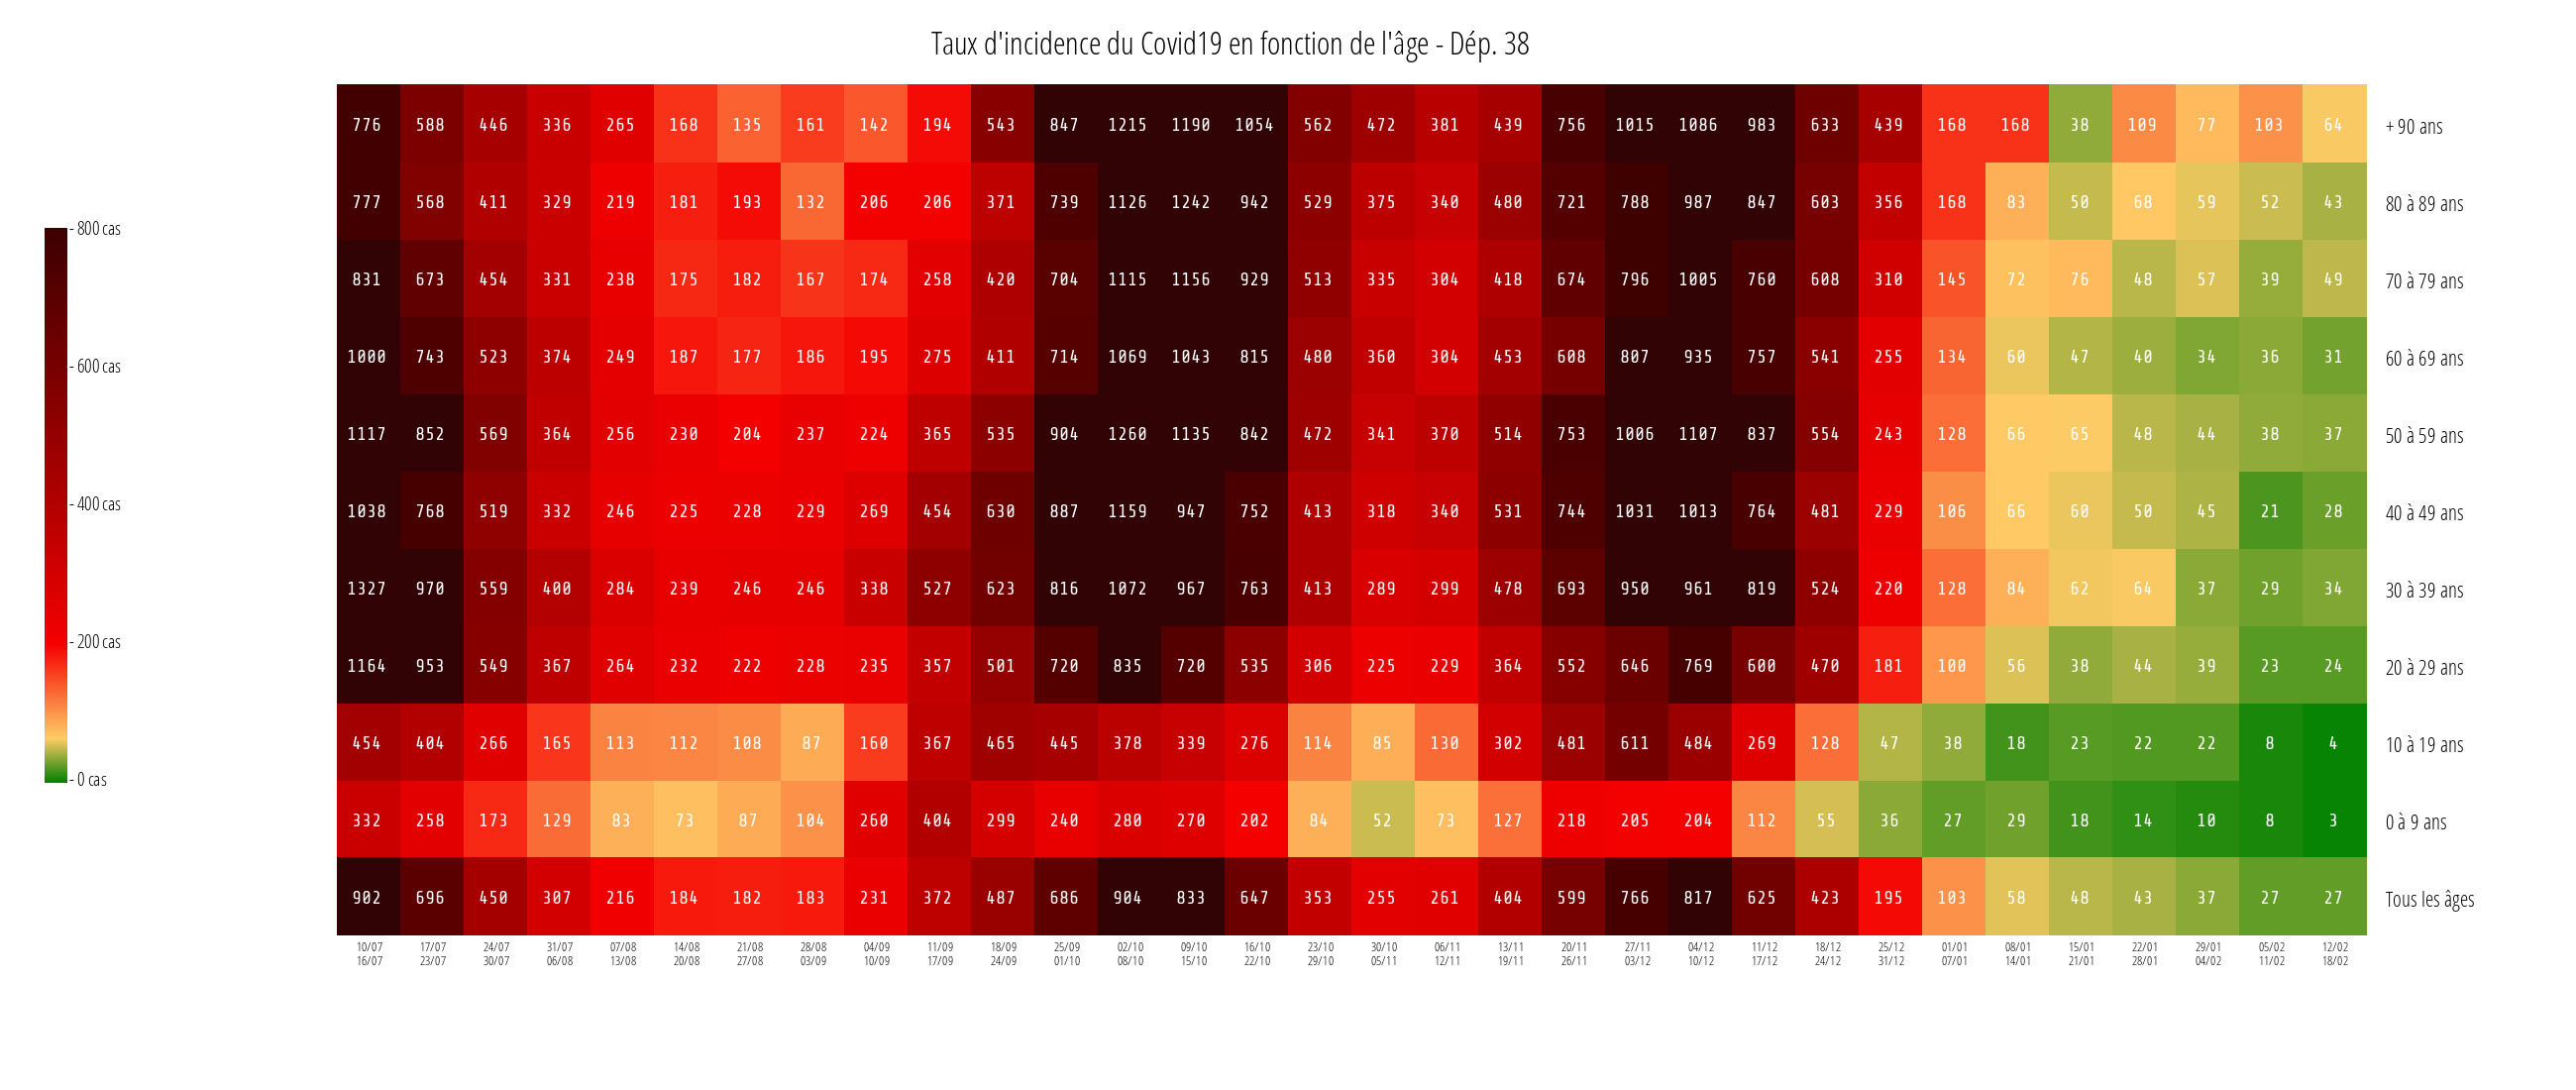 Taux d'incidence du Covid19 en fonction de l'âge - Dép. 38
- 800 cas
- 600 cas
- 400 cas
- 200 cas
- 0 cas
776 588 446 336 265 168 135 161 142 194 543 847 1215 1190 1054 562 472 381 439 756 1015 1086 983 633 439 168 168 38 109 77 103 64 + 90 ans
777 568 411 329 219 181 193 132 206 206 371 739 1126 1242 942 529 375 340 480 721 788 987 847 603 356 168 83 50 68 59 52 43 80 à 89 ans
831 673 454 331 238 175 182 167 174 258 420 704 1115 1156 929 513 335 304 418 674 796 1005 760 608 310 145 72 76 48 57 39 49 70 à 79 ans
1000 743 523 374 249 187 177 186 195 275 411 714 1069 1043 815 480 360 304 453 608 807 935 757 541 255 134 60 47 40 34 36 31 60 à 69 ans
1117 852 569 364 256 230 204 237 224 365 535 904 1260 1135 842 472 341 370 514 753 1006 1107 837 554 243 128 66 65 48 44 38 37 50 à 59 ans
1038 768 519 332 246 225 228 229 269 454 630 887 1159 947 752 413 318 340 531 744 1031 1013 764 481 229 106 66 60 50 45 21 28 40 à 49 ans
1327 970 559 400 284 239 246 246 338 527 623 816 1072 967 763 413 289 299 478 693 950 961 819 524 220 128 84 62 64 37 29 34 30 à 39 ans
1164 953 549 367 264 232 222 228 235 357 501 720 835 720 535 306 225 229 364 552 646 769 600 470 181 100 56 38 44 39 23 24 20 à 29 ans
454 404 266 165 113 112 108 87 160 367 465 445 378 339 276 114 85 130 302 481 611 484 269 128 47 38 18 23 22 22 8 4 10 à 19 ans
332 258 173 129 83 73 87 104 260 404 299 240 280 270 202 84 52 73 127 218 205 204 112 55 36 27 29 18 14 10 8 3 0 à 9 ans
902 696 450 307 216 184 182 183 231 372 487 686 904 833 647 353 255 261 404 599 766 817 625 423 195 103 58 48 43 37 27 27 Tous les âges
10/07 17/07 24/07 31/07 07/08 14/08 21/08 28/08 04/09 11/09 18/09 25/09 02/10 09/10 16/10 23/10 30/10 06/11 13/11 20/11 27/11 04/12 11/12 18/12 25/12 01/01 08/01 15/01 22/01 29/01 05/02 12/02
16/07 23/07 30/07 06/08 13/08 20/08 27/08 03/09 10/09 17/09 24/09 01/10 08/10 15/10 22/10 29/10 05/11 12/11 19/11 26/11 03/12 10/12 17/12 24/12 31/12 07/01 14/01 21/01 28/01 04/02 11/02 18/02